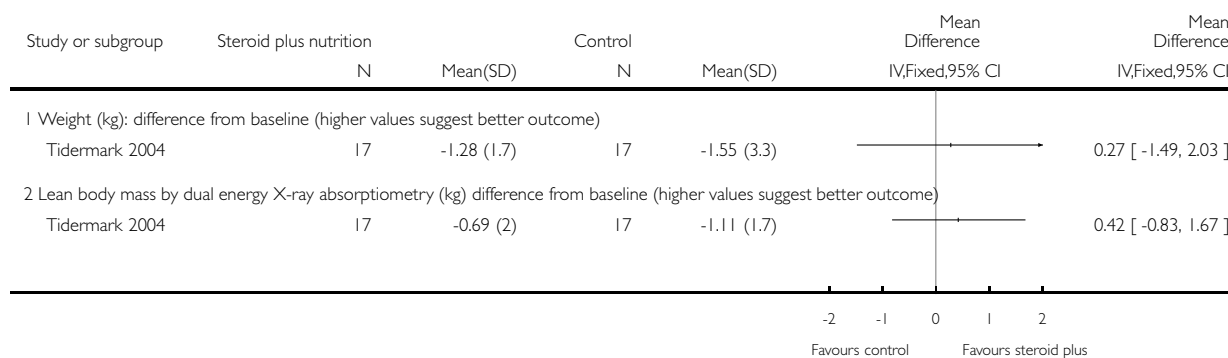 Mean Mean
Study or subgroup Steroid plus nutrition Control Difference Difference
N Mean(SD) N Mean(SD) IV,Fixed,95% CI IV,Fixed,95% CI
1 Weight (kg): difference from baseline (higher values suggest better outcome)
Tidermark 2004 17 -1.28 (1.7) 17 -1.55 (3.3) 0.27 [ -1.49, 2.03 ]
2 Lean body mass by dual energy X-ray absorptiometry (kg) difference from baseline (higher values suggest better outcome)
Tidermark 2004 17 -0.69 (2) 17 -1.11 (1.7) 0.42 [ -0.83, 1.67 ]
-2 -1 0 1 2
Favours control Favours steroid plus